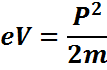 eV = P²/2m